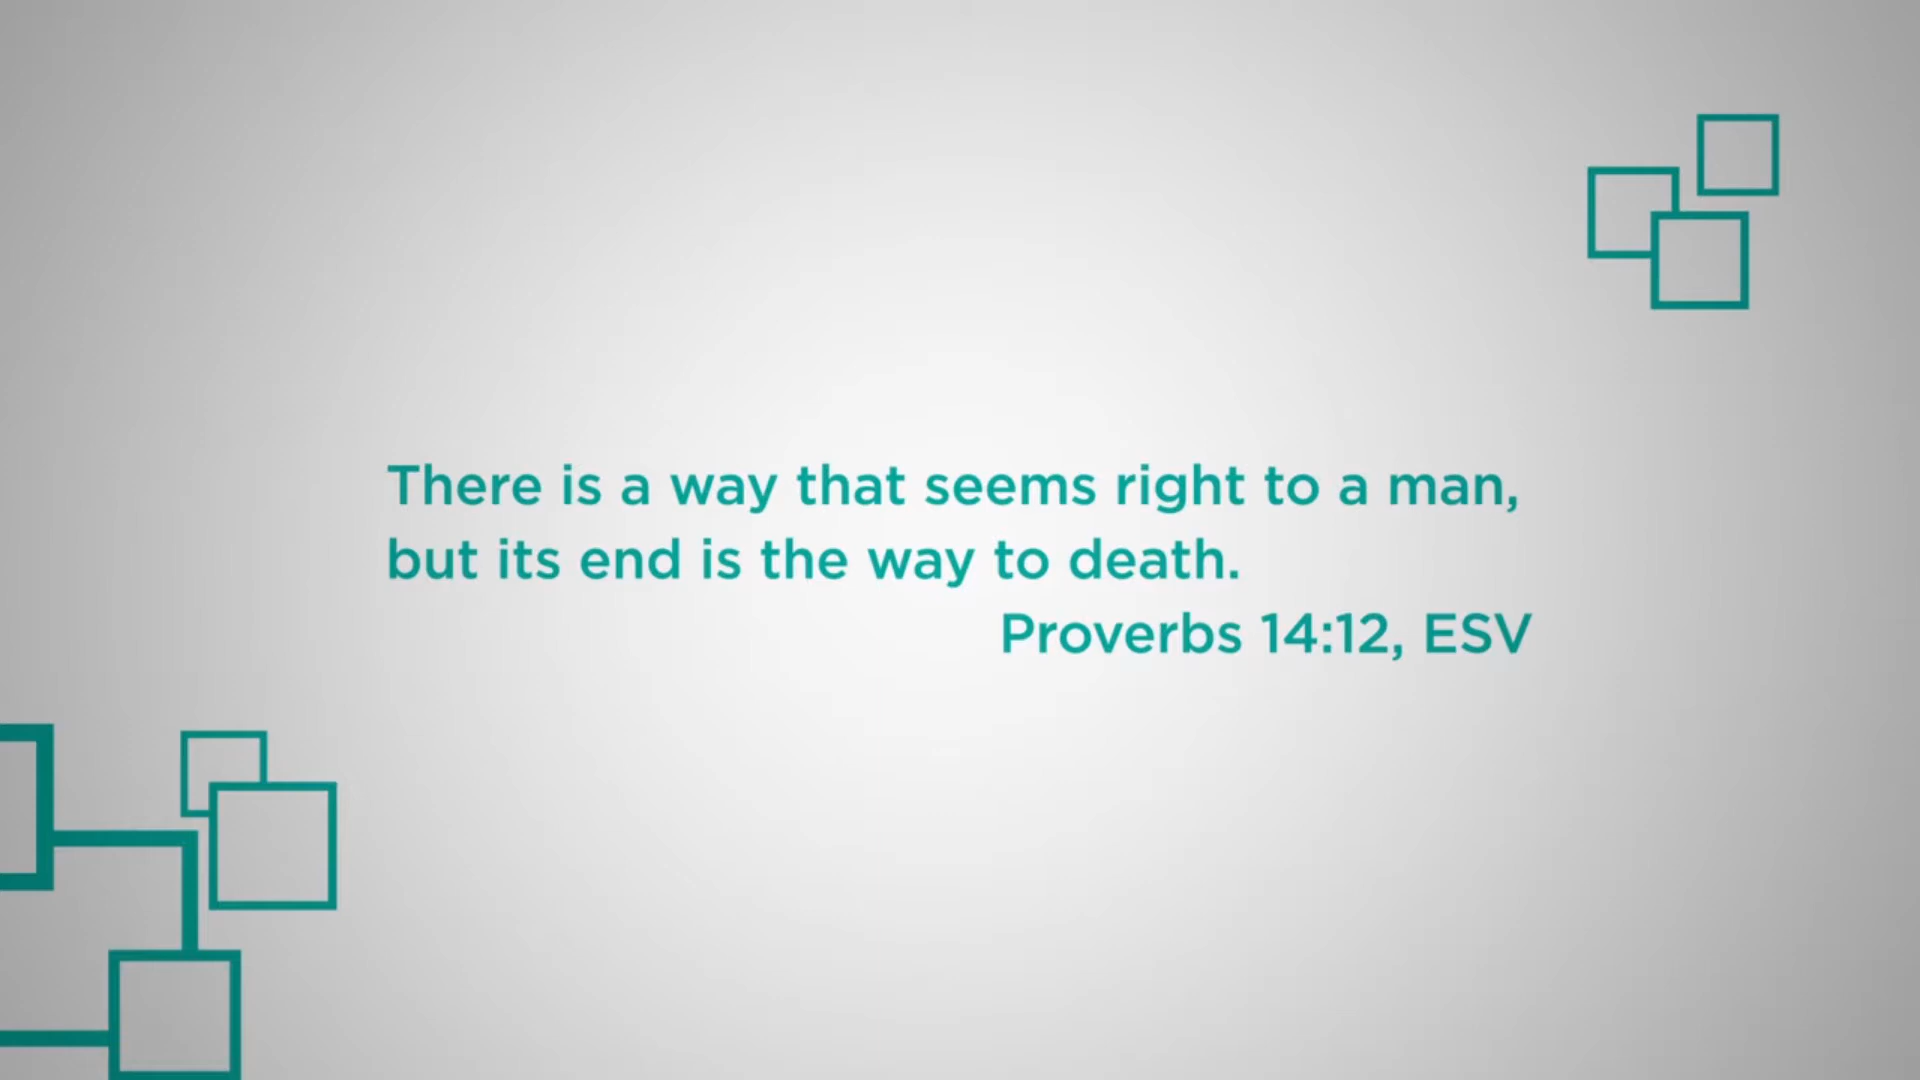 There is a way that seems right to a man,
but its end is the way to death.
Proverbs 14:12, ESV